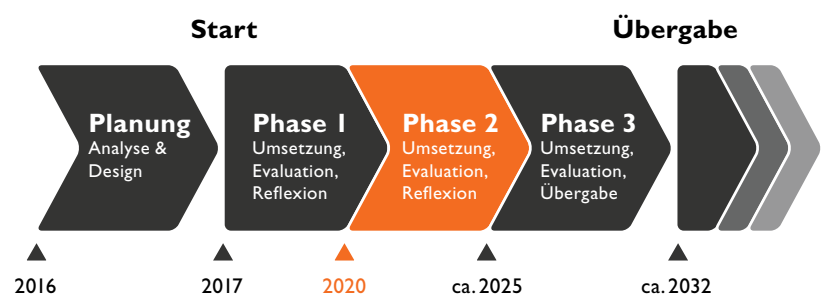 Start
Übergabe
Planung
Analyse &
Design
Phase 1
Umsetzung,
Evaluation,
Reflexion
Phase 2
Umsetzung,
Evaluation,
Reflexion
Phase 3
Umsetzung,
Evaluation,
Übergabe
2016
2017
2020
ca. 2025
ca. 2032